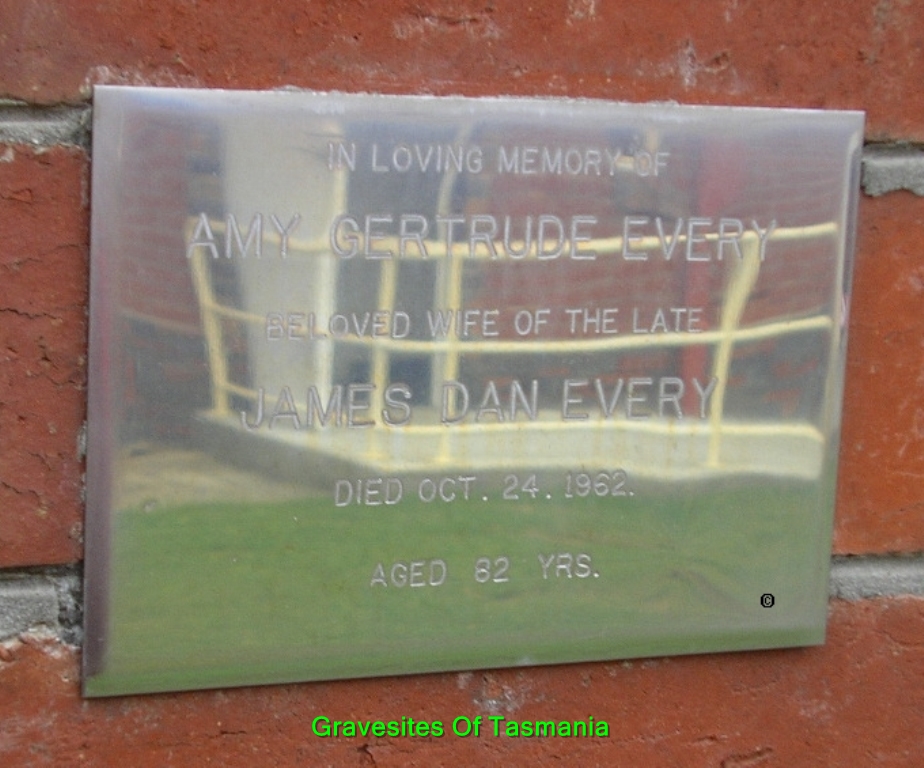 IN LOVING MEMORY OF
AMY GERTRUDE EVERY
BELOVED WIFE OF THE LATE
JAMES DAN EVERY
DIED OCT. 24. 1962.
AGED 82 YRS.
©
Gravesites Of Tasmania